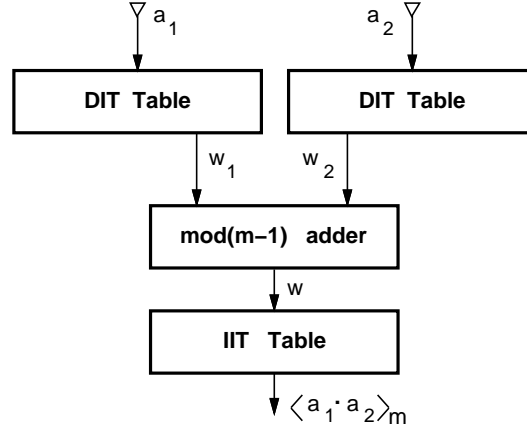 a1 a2
DIT Table DIT Table
w1 w2
mod(m−1) adder
w
IIT Table
⟨a1 · a2⟩m